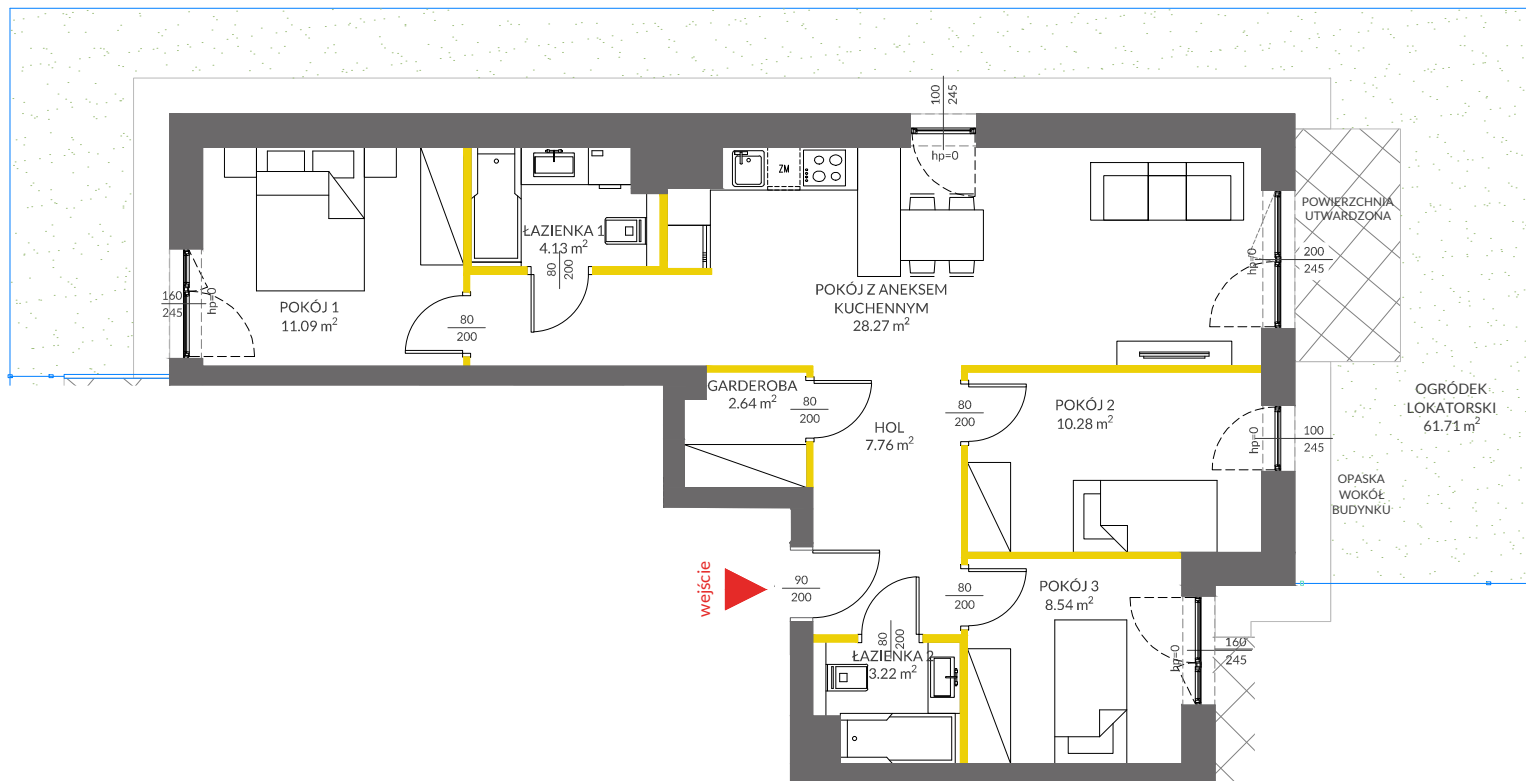 100
245
hp=0
ZM
POWIERZCHNIA
UTWARDZONA
ŁAZIENKA 1
4.13 m²
80
200
200
245
hp=0
160
245
hp=0
POKÓJ 1
11.09 m²
80
200
POKÓJ Z ANEKSEM
KUCHENNYM
28.27 m²
GARDEROBA
2.64 m²
80
200
HOL
7.76 m²
80
200
POKÓJ 2
10.28 m²
hp=0
100
245
OGRÓDEK
LOKATORSKI
61.71 m²
OPASKA
WOKÓŁ
BUDYNKU
wejście
90
200
80
200
POKÓJ 3
8.54 m²
80
200
ŁAZIENKA 2
3.22 m²
hp=0
160
245